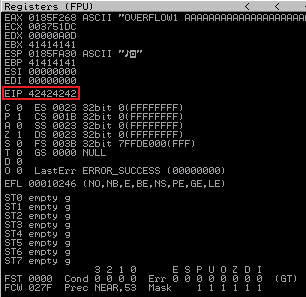 Registers (FPU) < <
EAX 0185F268 ASCII "OVERFLOW1 AAAAAAAAAAAAAAAAAAAAAAA
ECX 003751DC
EDX 00000A0D
EBX 41414141
ESP 0185FA30 ASCII "♪◙"
EBP 41414141
ESI 00000000
EDI 00000000
EIP 42424242
C 0 ES 0023 32bit 0(FFFFFFFF)
P 1 CS 001B 32bit 0(FFFFFFFF)
A 0 SS 0023 32bit 0(FFFFFFFF)
Z 1 DS 0023 32bit 0(FFFFFFFF)
S 0 FS 003B 32bit 7FFDE000(FFF)
T 0 GS 0000 NULL
D 0
O 0 LastErr ERROR_SUCCESS (00000000)
EFL 00010246 (NO,NB,E,BE,NS,PE,GE,LE)
ST0 empty g
ST1 empty g
ST2 empty g
ST3 empty g
ST4 empty g
ST5 empty g
ST6 empty g
ST7 empty g
3 2 1 0 E S P U O Z D I
FST 0000 Cond 0 0 0 0 Err 0 0 0 0 0 0 0 0 (GT)
FCW 027F Prec NEAR,53 Mask 1 1 1 1 1 1